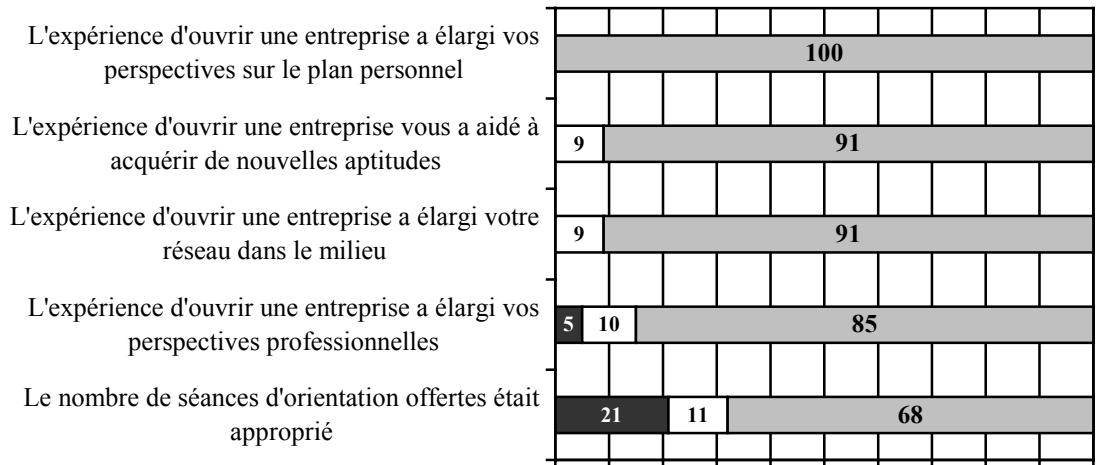 L'expérience d'ouvrir une entreprise a élargi vos
perspectives sur le plan personnel
100
L'expérience d'ouvrir une entreprise vous a aidé à
acquérir de nouvelles aptitudes
9 91
L'expérience d'ouvrir une entreprise a élargi votre
réseau dans le milieu
9 91
L'expérience d'ouvrir une entreprise a élargi vos
perspectives professionnelles
5 10 85
Le nombre de séances d'orientation offertes était
approprié
21 11 68